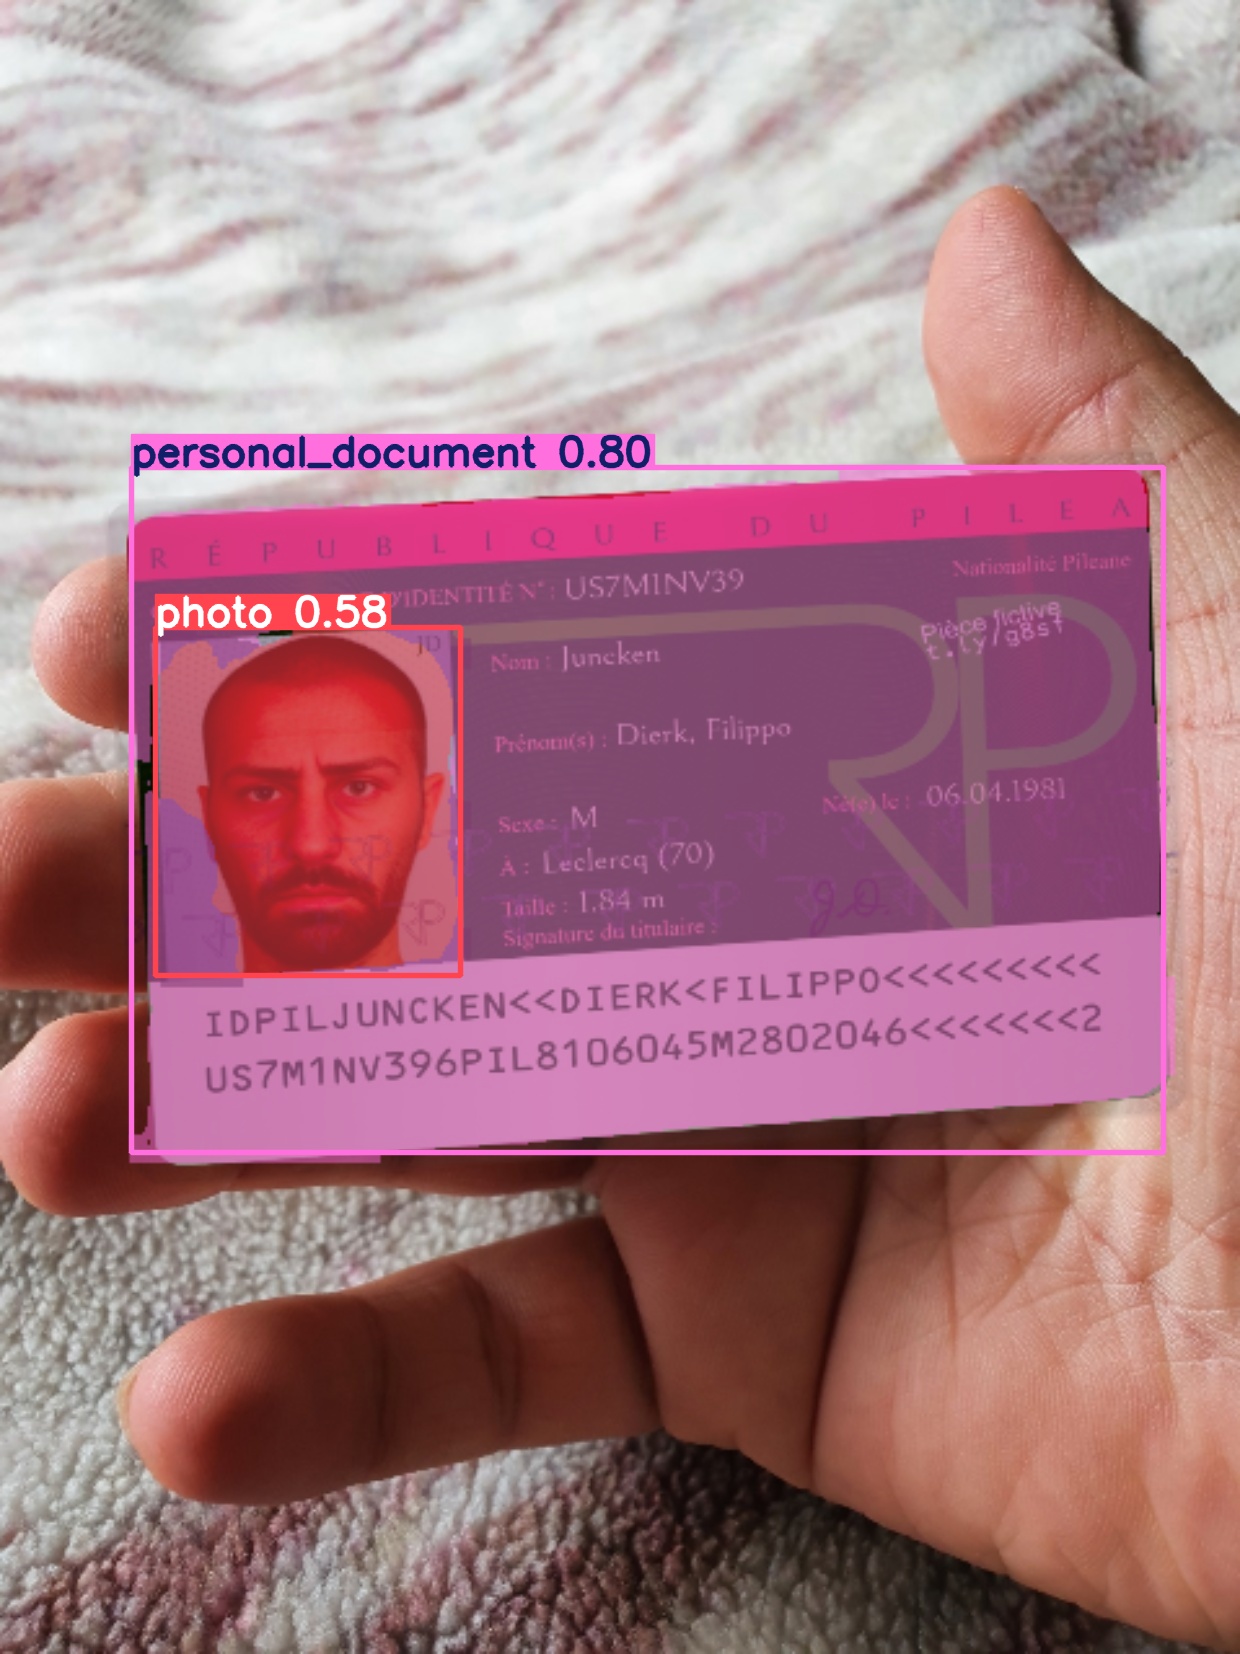 personal_document 0.80
RÉPUBLIQUE DU PILEA
D'IDENTITÉ N° : US7M1NV39
Nationalité Pileane
photo 0.58
JD
Pièce fictive
t.ly/g8sT
Nom : Juncken
Prénom(s) : Dierk, Filippo
Sexe : M
Né(e) le : 06.04.1981
À : Leclercq (70)
Taille : 1.84 m
J.D.
Signature du titulaire :
IDPILJUNCKEN<<DIERK<FILIPPO<<<<<<<<<
US7M1NV396PIL8106045M2802046<<<<<<<2